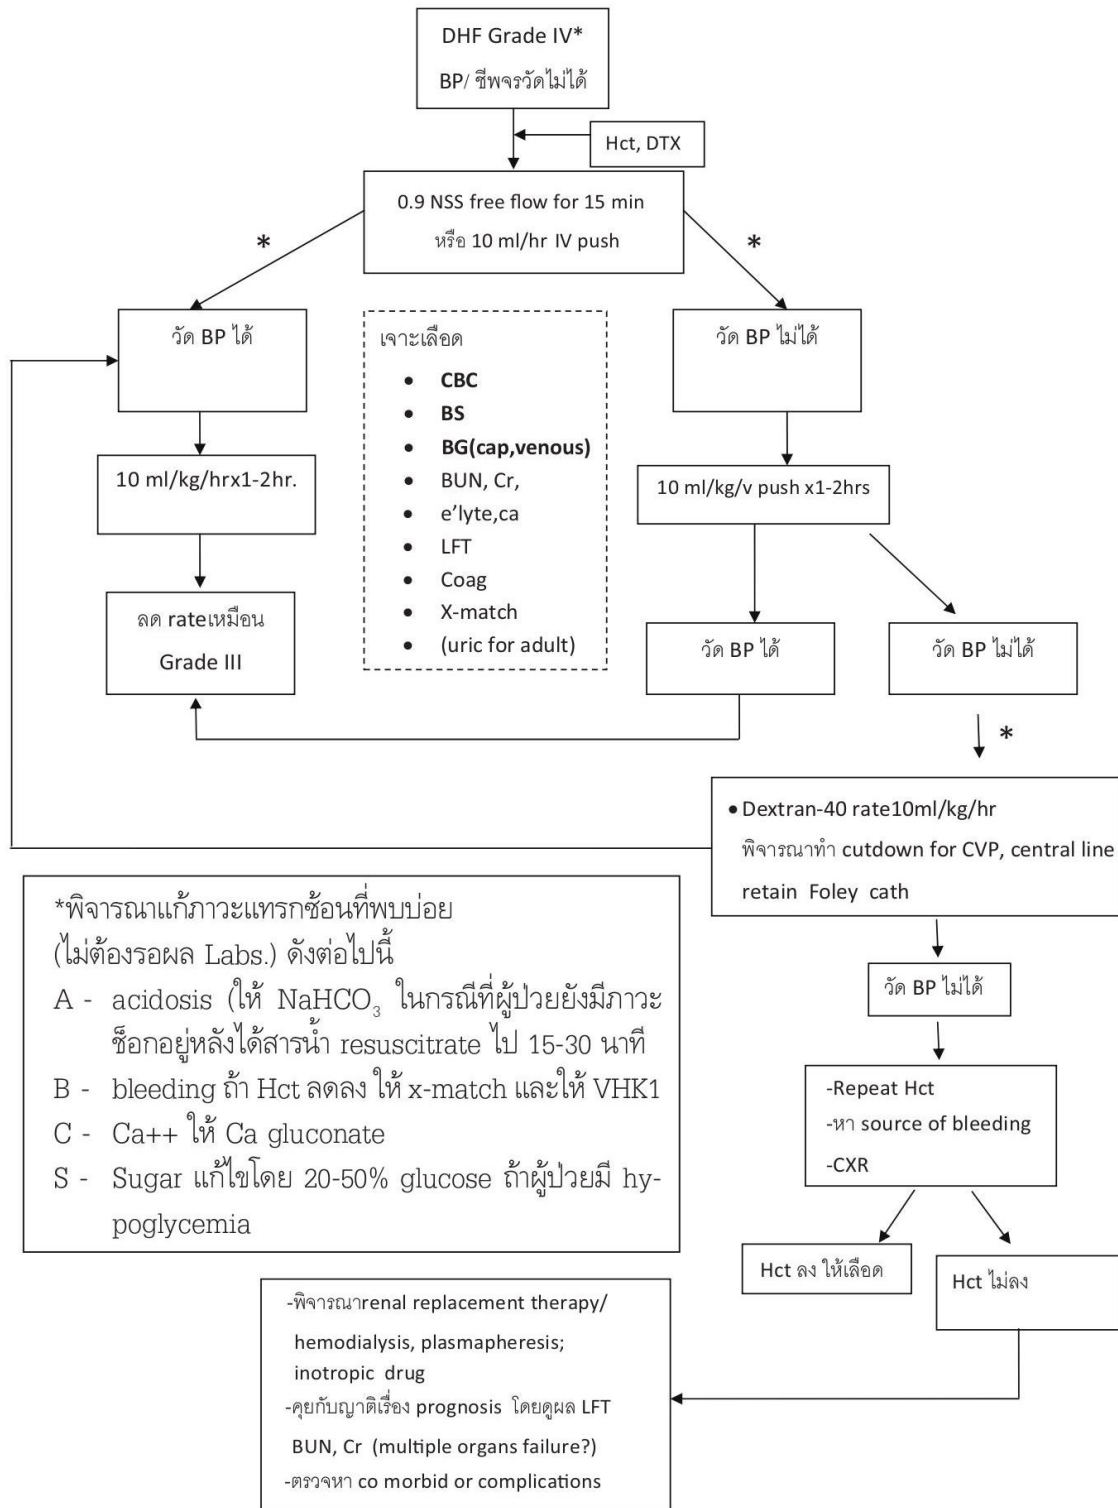 DHF Grade IV*
BP/ ชีพจรวัดไม่ได้
Hct, DTX
0.9 NSS free flow for 15 min
หรือ 10 ml/hr IV push
*
*
วัด BP ได้
เจาะเลือด
• CBC
• BS
• BG(cap,venous)
• BUN, Cr,
• e'lyte,ca
• LFT
• Coag
• X-match
• (uric for adult)
วัด BP ไม่ได้
10 ml/kg/hrx1-2hr.
10 ml/kg/v push x1-2hrs
ลด rateเหมือน
Grade III
วัด BP ได้
วัด BP ไม่ได้
*
• Dextran-40 rate10ml/kg/hr
พิจารณาทำ cutdown for CVP, central line
retain Foley cath
*พิจารณาแก้ภาวะแทรกซ้อนที่พบบ่อย
(ไม่ต้องรอผล Labs.) ดังต่อไปนี้
A - acidosis (ให้ NaHCO₃ ในกรณีที่ผู้ป่วยยังมีภาวะ
ช็อกอยู่หลังได้สารน้ำ resuscitrate ไป 15-30 นาที
B - bleeding ถ้า Hct ลดลง ให้ x-match และให้ VHK1
C - Ca++ ให้ Ca gluconate
S - Sugar แก้ไขโดย 20-50% glucose ถ้าผู้ป่วยมี hy-
poglycemia
วัด BP ไม่ได้
-Repeat Hct
-หา source of bleeding
-CXR
Hct ลง ให้เลือด
Hct ไม่ลง
-พิจารณาrenal replacement therapy/
hemodialysis, plasmapheresis;
inotropic drug
-คุยกับญาติเรื่อง prognosis โดยดูผล LFT
BUN, Cr (multiple organs failure?)
-ตรวจหา co morbid or complications